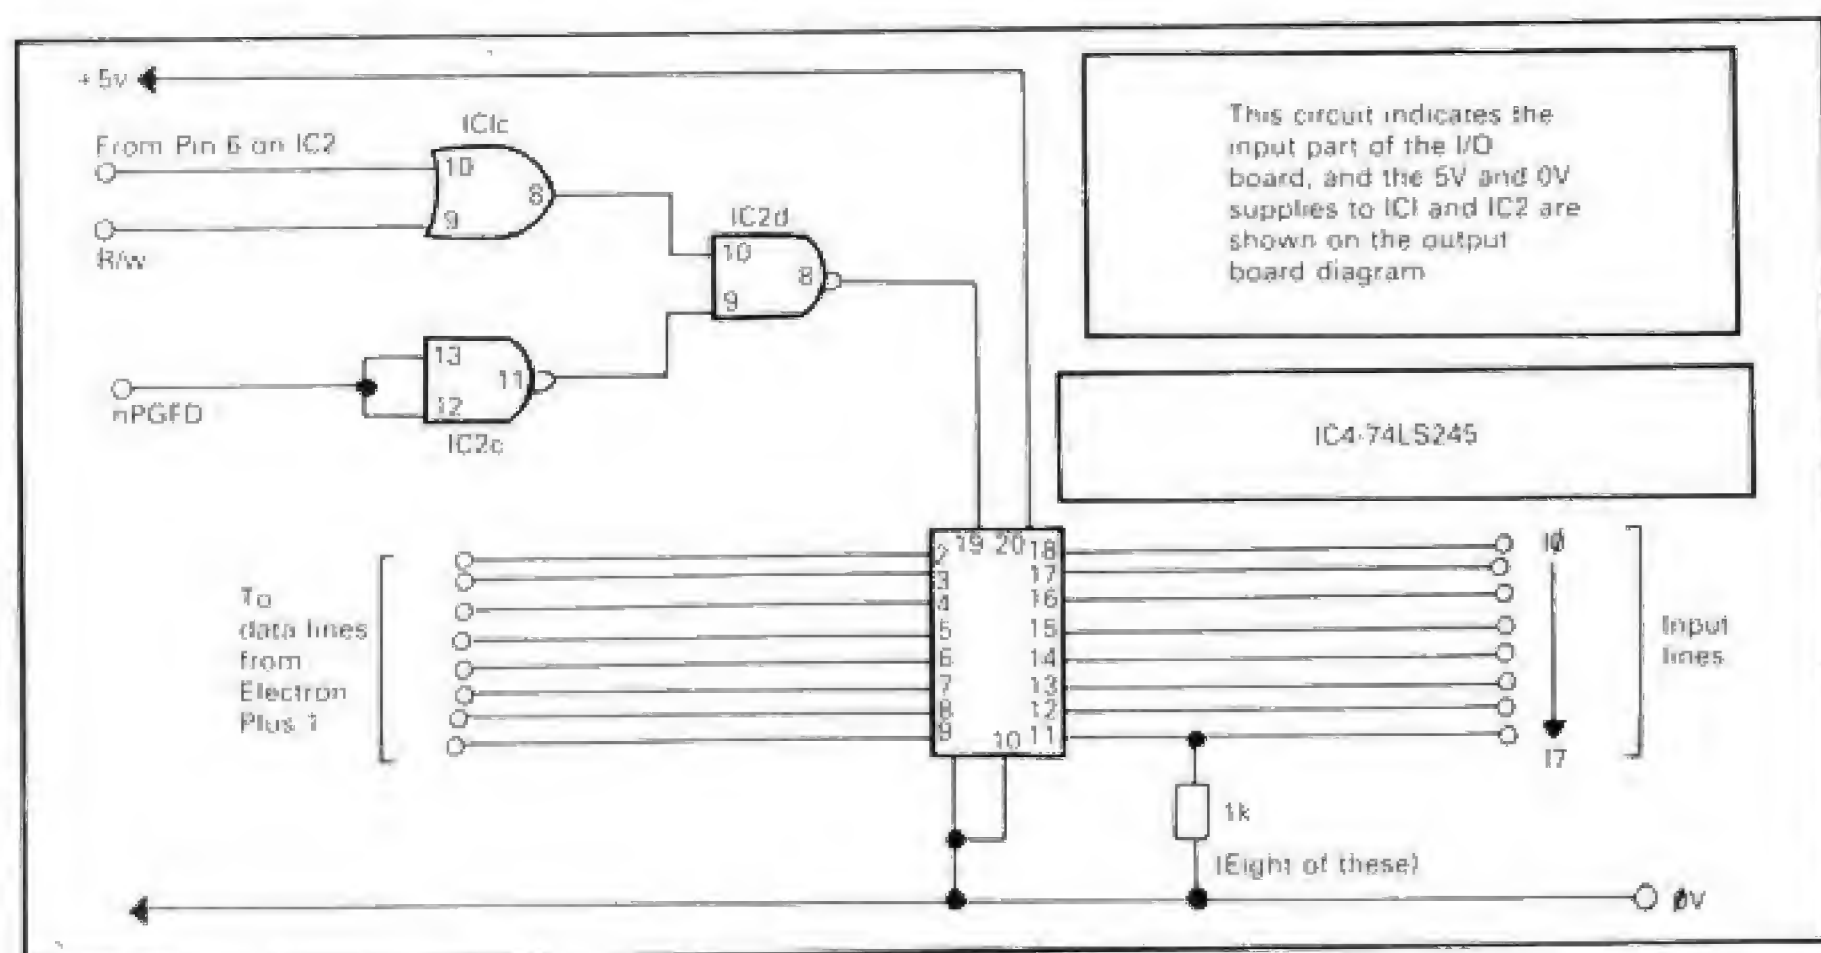 +5v
From Pin 6 on IC2
R/w
nPGFD
IC1c
10
9
8
IC2d
10
9
8
13
12
11
IC2c
This circuit indicates the
input part of the I/O
board, and the 5V and 0V
supplies to IC1 and IC2 are
shown on the output
board diagram
IC4-74LS245
To
data lines
from
Electron
Plus 1
19 20
2
3
4
5
6
7
8
9
10
18
17
16
15
14
13
12
11
I0
I7
Input
lines
1k
(Eight of these)
0V